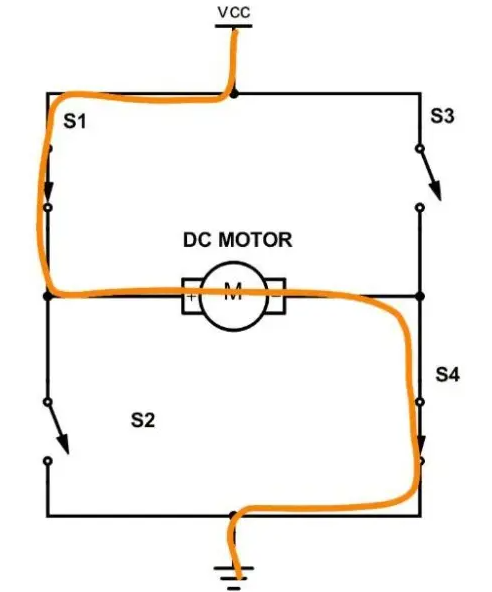 VCC
S1
S3
DC MOTOR
+ M -
S4
S2